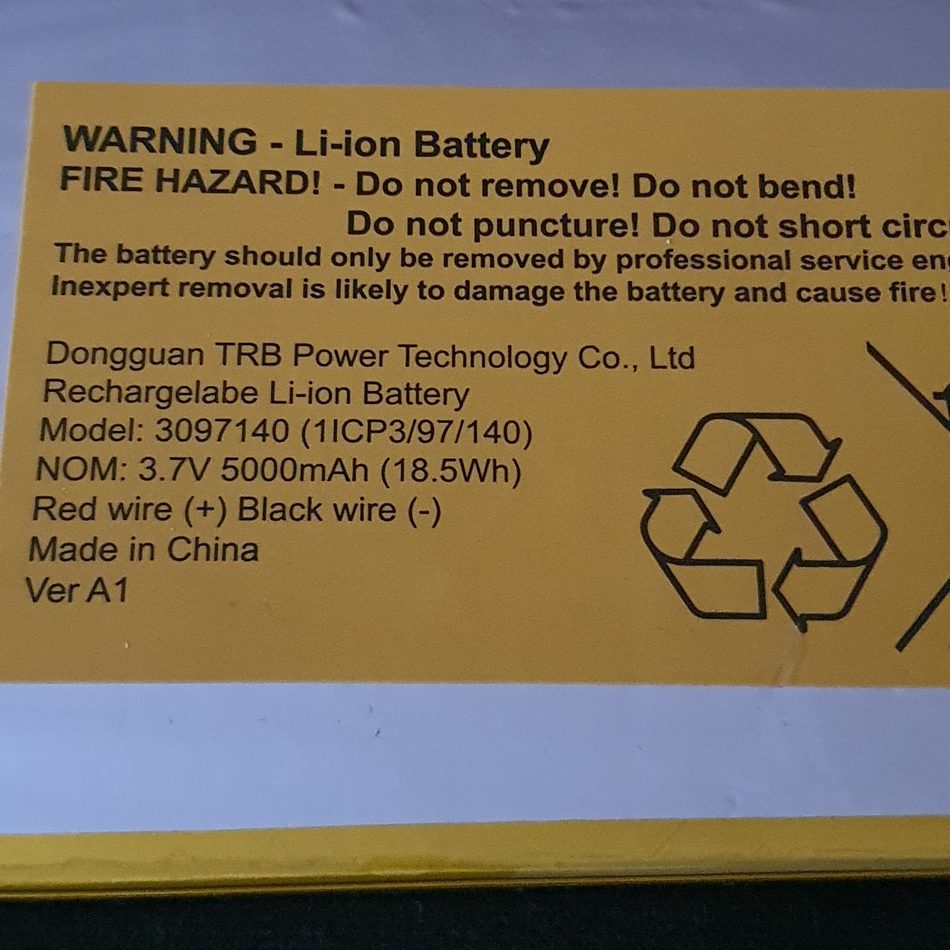 WARNING - Li-ion Battery
FIRE HAZARD! - Do not remove! Do not bend!
Do not puncture! Do not short circ
The battery should only be removed by professional service en
Inexpert removal is likely to damage the battery and cause fire!
Dongguan TRB Power Technology Co., Ltd
Rechargelabe Li-ion Battery
Model: 3097140 (1ICP3/97/140)
NOM: 3.7V 5000mAh (18.5Wh)
Red wire (+) Black wire (-)
Made in China
Ver A1